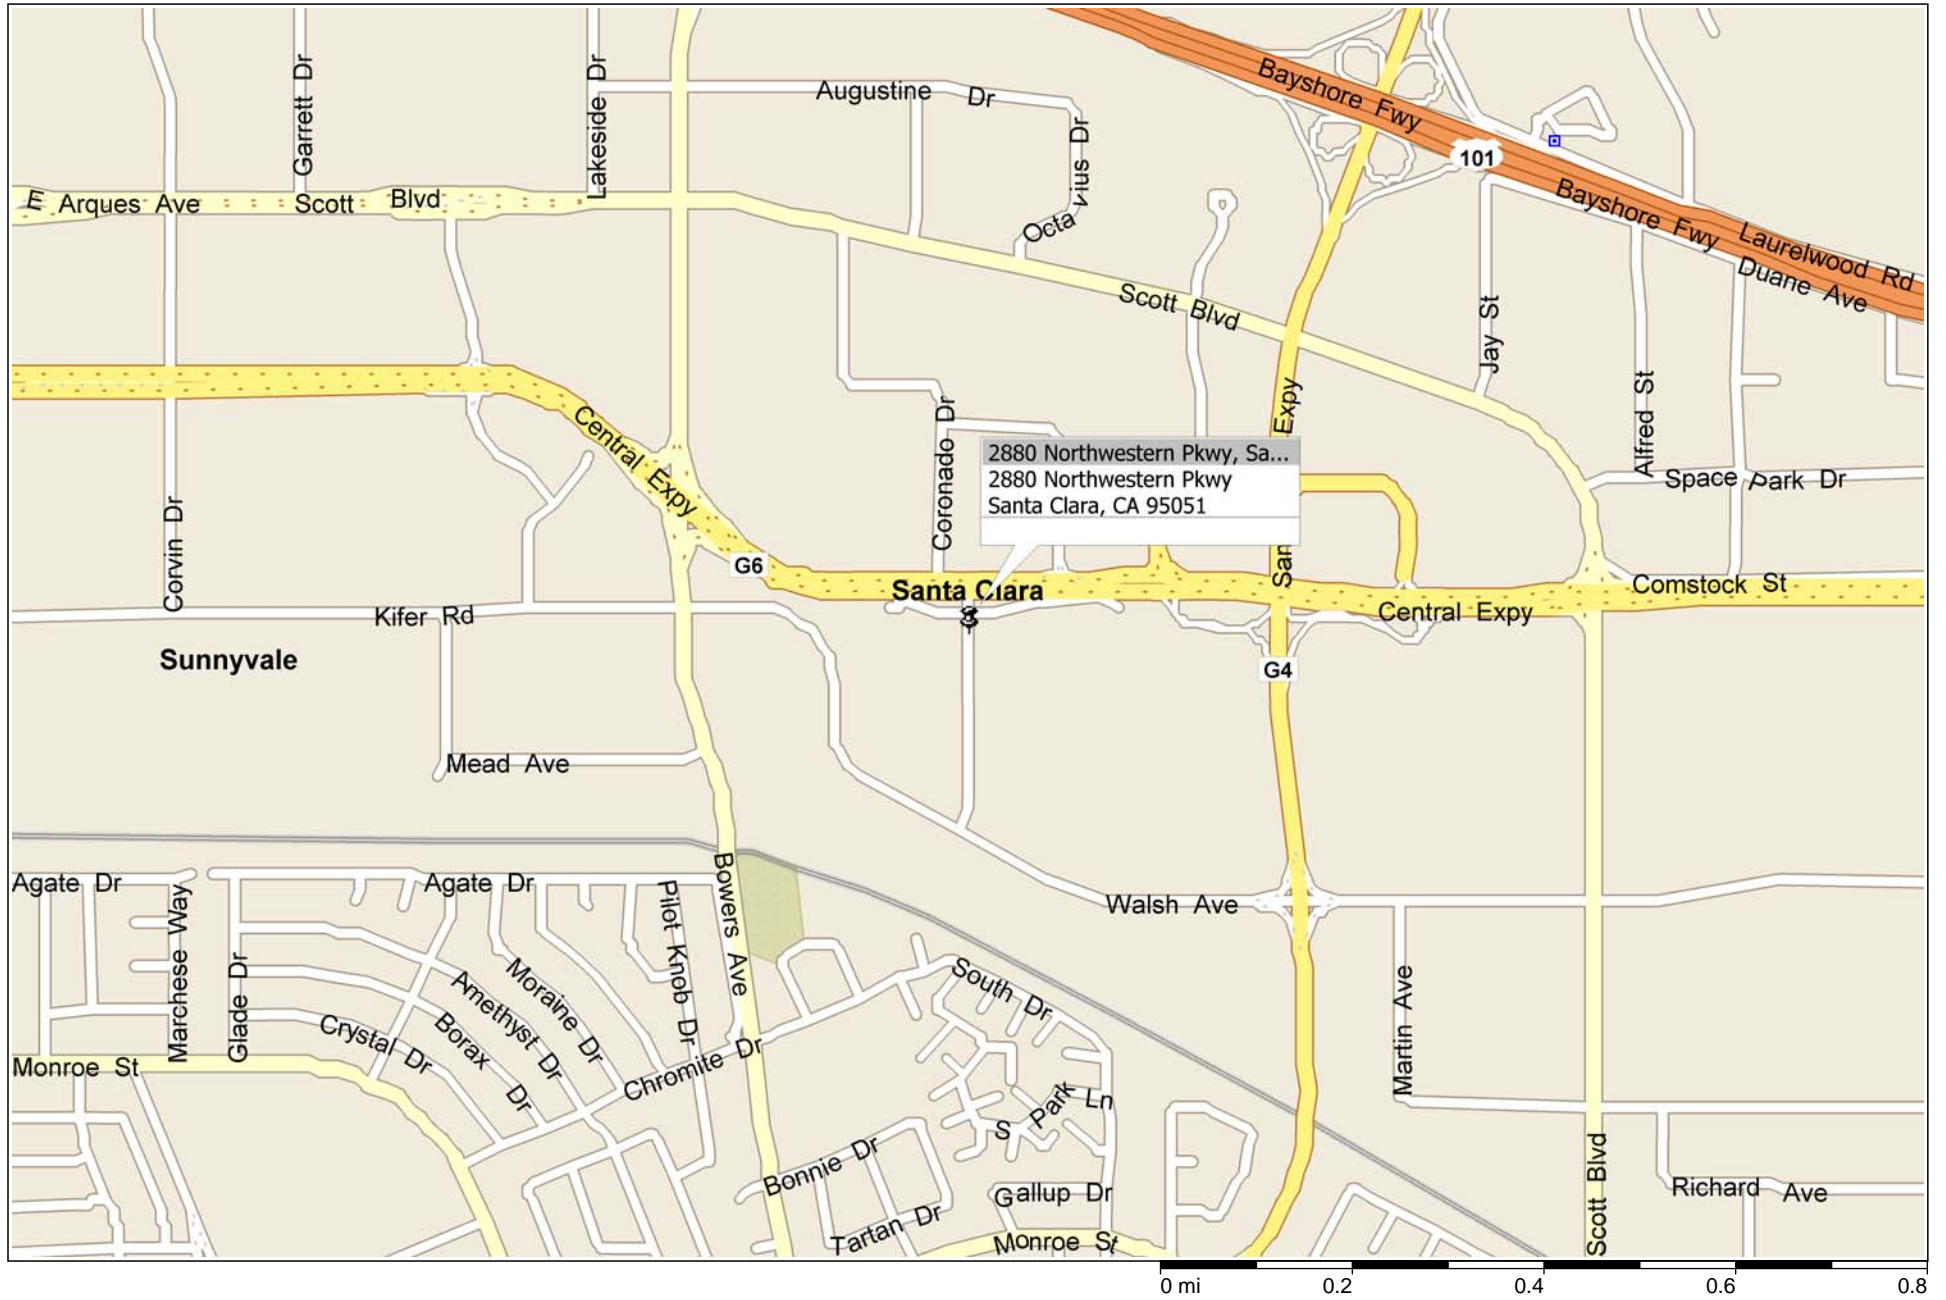 Garrett Dr
Lakeside Dr
Augustine Dr
Octavius Dr
Bayshore Fwy
101
Bayshore Fwy
Laurelwood Rd
Duane Ave
E Arques Ave
Scott Blvd
Scott Blvd
Jay St
Alfred St
Space Park Dr
Central Expy
Coronado Dr
San
Expy
2880 Northwestern Pkwy, Sa...
2880 Northwestern Pkwy
Santa Clara, CA 95051
Corvin Dr
G6
Santa Clara
Comstock St
Central Expy
Kifer Rd
Sunnyvale
G4
Mead Ave
Agate Dr
Agate Dr
Marchese Way
Glade Dr
Pilot Knob Dr
Bowers Ave
Walsh Ave
Martin Ave
South Dr
Moraine Dr
Amethyst Dr
Borax Dr
Crystal Dr
Chromite Dr
Monroe St
S Park Ln
Bonnie Dr
Gallup Dr
Tartan Dr
Monroe St
Scott Blvd
Richard Ave
0 mi 0.2 0.4 0.6 0.8